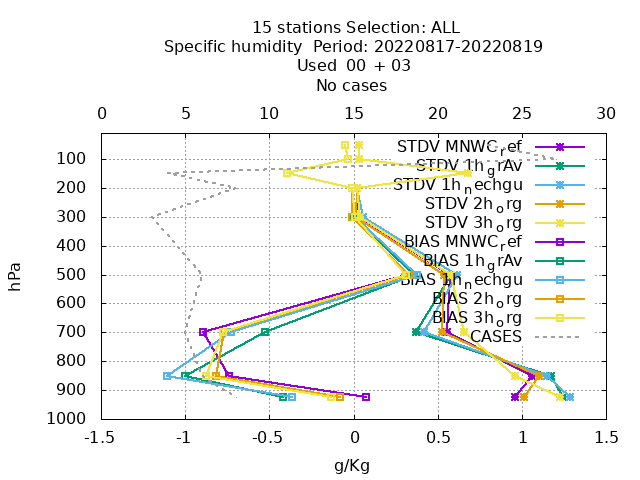 15 stations Selection: ALL
Specific humidity  Period: 20220817-20220819
Used  00 + 03
No cases
0 5 10 15 20 25 30
STDV MNWC_ref
STDV 1h_grAv
STDV 1h_nechgu
STDV 2h_org
STDV 3h_org
BIAS MNWC_ref
BIAS 1h_grAv
BIAS 1h_nechgu
BIAS 2h_org
BIAS 3h_org
CASES
100
200
300
400
500
600
700
800
900
1000
hPa
-1.5 -1 -0.5 0 0.5 1 1.5
g/Kg